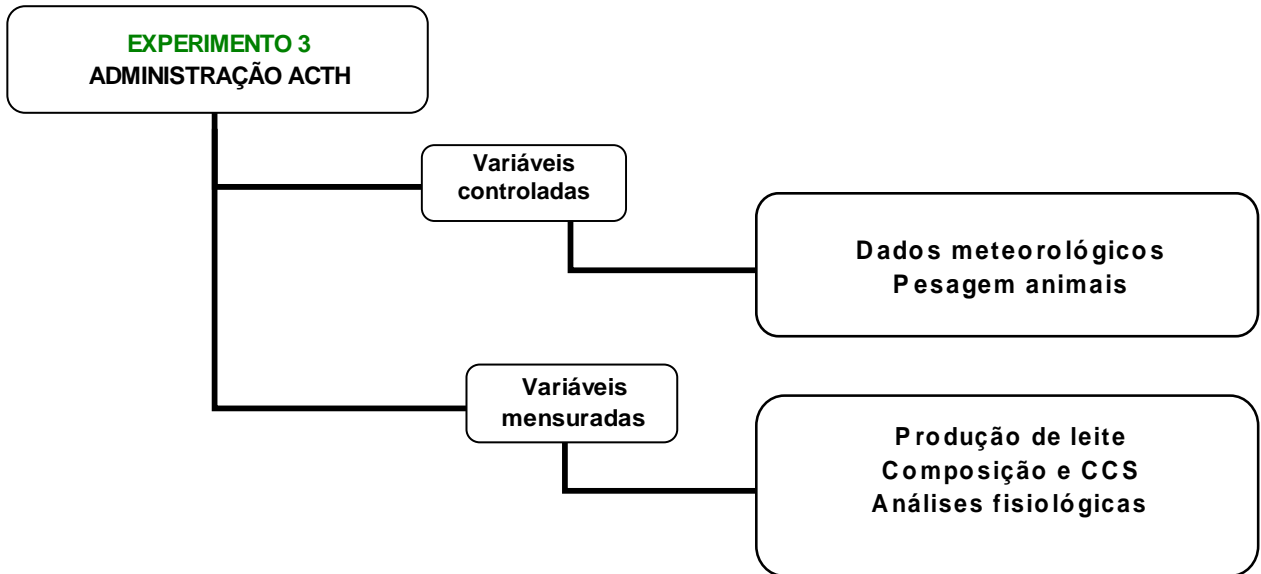 EXPERIMENTO 3
ADMINISTRAÇÃO ACTH
Variáveis
controladas
Dados meteorológicos
Pesagem animais
Variáveis
mensuradas
Produção de leite
Composição e CCS
Análises fisiológicas